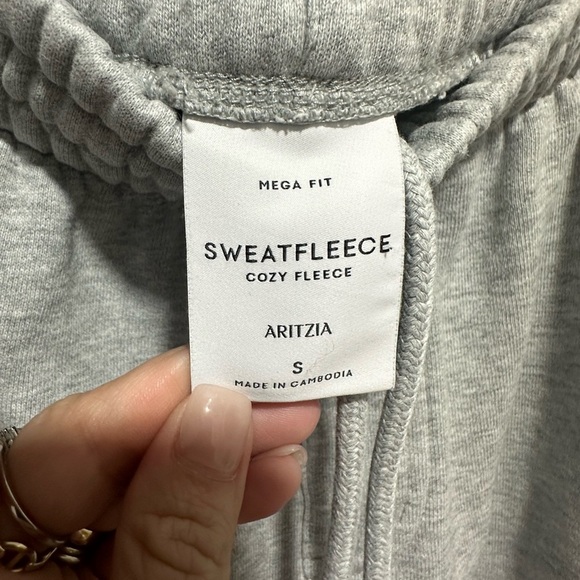 MEGA FIT
SWEATFLEECE
COZY FLEECE
ARITZIA
S
MADE IN CAMBODIA